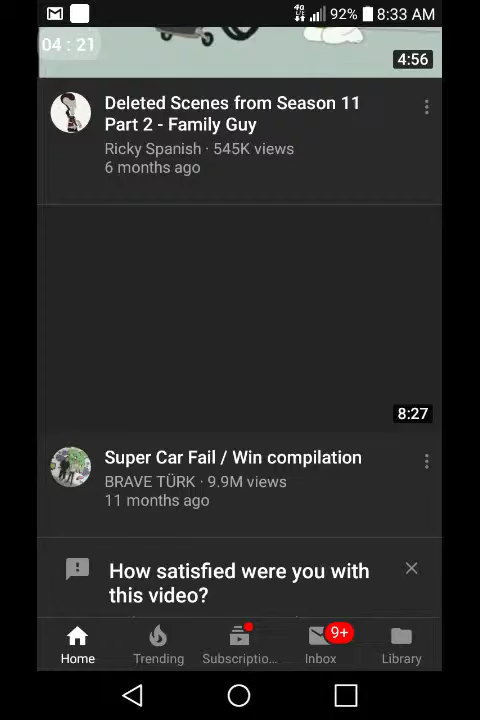 4G 92% 8:33 AM
04 : 21
4:56
Deleted Scenes from Season 11
Part 2 - Family Guy
Ricky Spanish · 545K views
6 months ago
8:27
Super Car Fail / Win compilation
BRAVE TÜRK · 9.9M views
11 months ago
How satisfied were you with
this video?
9+
Home Trending Subscriptio... Inbox Library